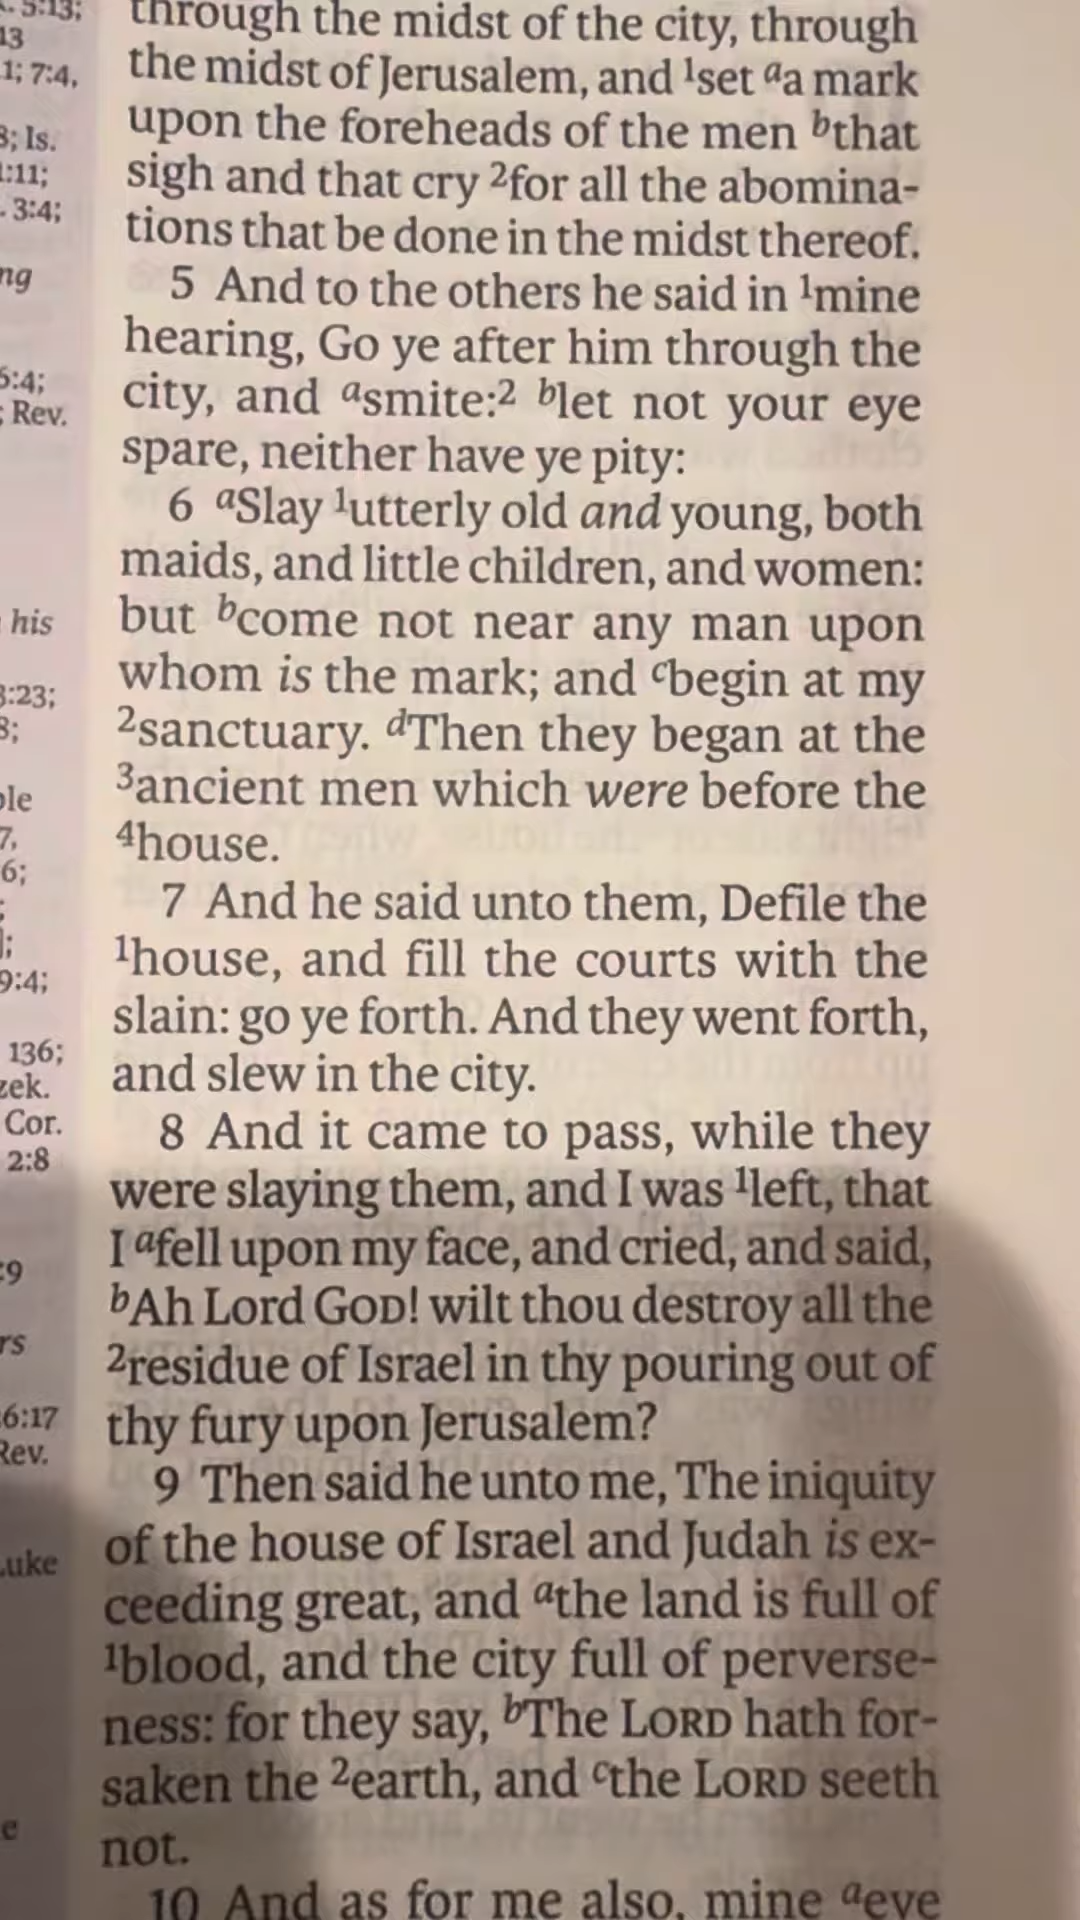 5:13;
13
1; 7:4,
8; Is.
1:11;
3:4;
ng
6:4;
; Rev.
his
3:23;
8;
ple
7,
6;
;
9:4;
136;
zek.
Cor.
2:8
:9
rs
6:17
Rev.
Luke
e
through the midst of the city, through
the midst of Jerusalem, and 1set aa mark
upon the foreheads of the men bthat
sigh and that cry 2for all the abomina-
tions that be done in the midst thereof.
5 And to the others he said in 1mine
hearing, Go ye after him through the
city, and asmite:2 blet not your eye
spare, neither have ye pity:
6 aSlay 1utterly old and young, both
maids, and little children, and women:
but bcome not near any man upon
whom is the mark; and cbegin at my
2sanctuary. dThen they began at the
3ancient men which were before the
4house.
7 And he said unto them, Defile the
1house, and fill the courts with the
slain: go ye forth. And they went forth,
and slew in the city.
8 And it came to pass, while they
were slaying them, and I was 1left, that
I afell upon my face, and cried, and said,
bAh Lord GOD! wilt thou destroy all the
2residue of Israel in thy pouring out of
thy fury upon Jerusalem?
9 Then said he unto me, The iniquity
of the house of Israel and Judah is ex-
ceeding great, and athe land is full of
1blood, and the city full of perverse-
ness: for they say, bThe LORD hath for-
saken the 2earth, and cthe LORD seeth
not.
10 And as for me also, mine aeye